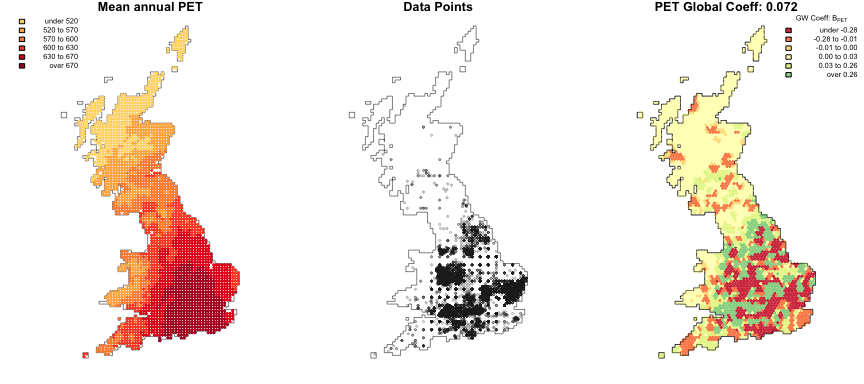 Mean annual PET
under 520
520 to 570
570 to 600
600 to 630
630 to 670
over 670
Data Points
PET Global Coeff: 0.072
GW Coeff: BPET
under -0.28
-0.28 to -0.01
-0.01 to 0.00
0.00 to 0.03
0.03 to 0.26
over 0.26